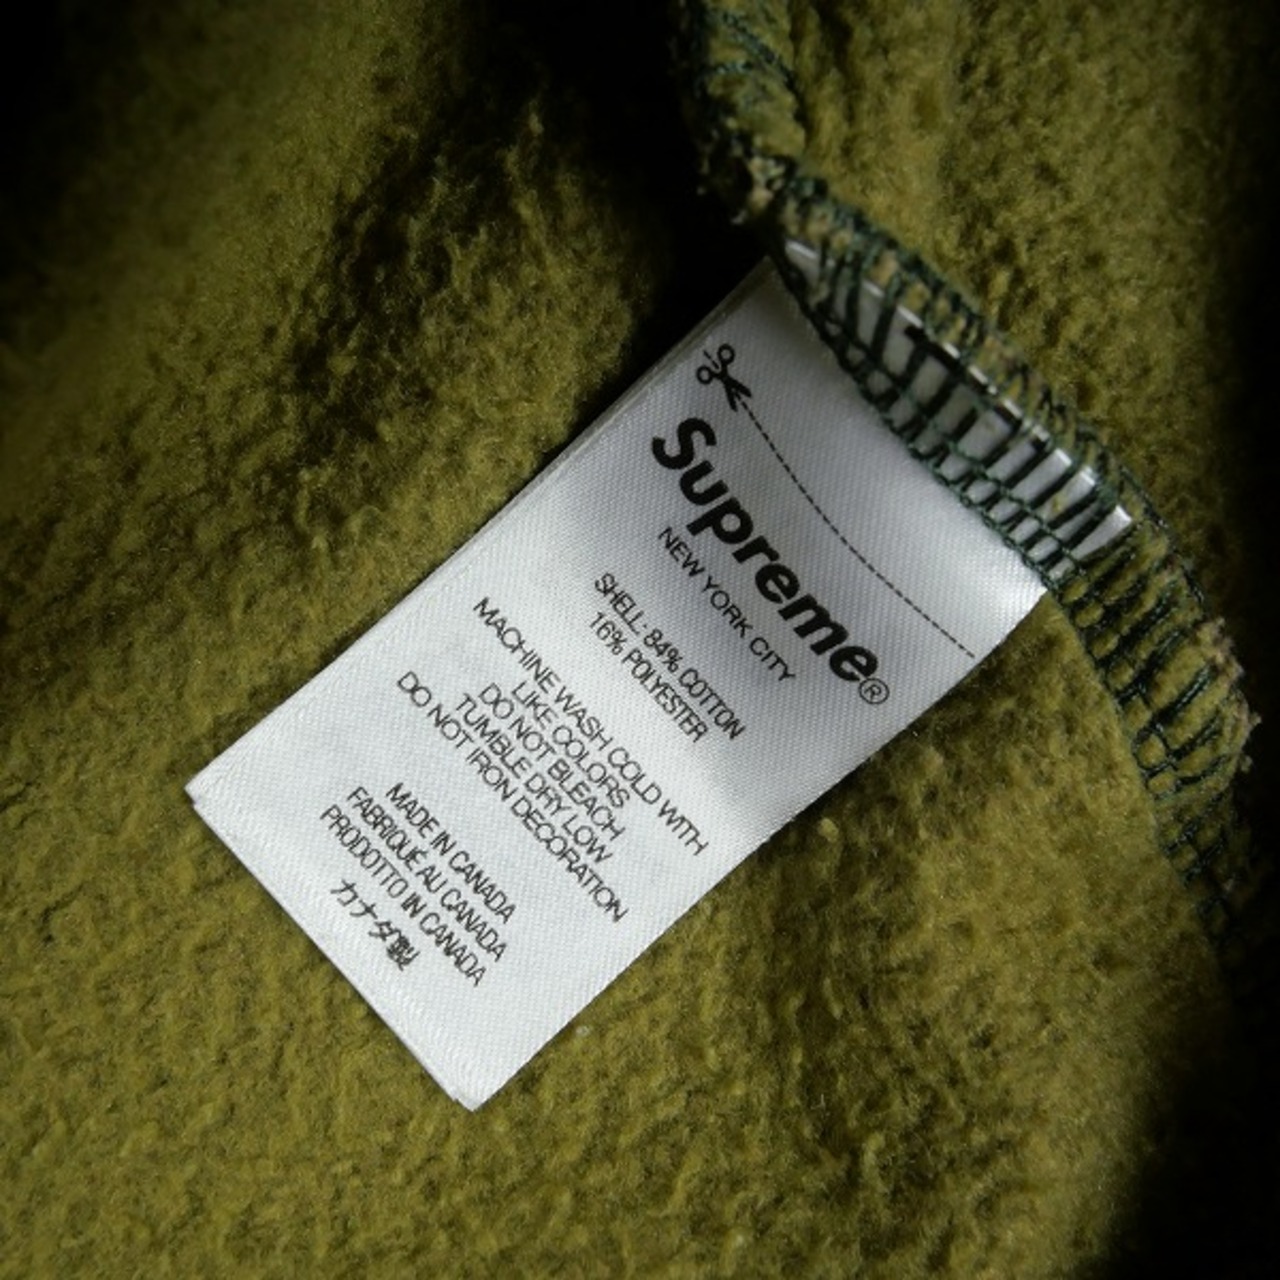 Supreme®
NEW YORK CITY
SHELL: 84% COTTON
16% POLYESTER
MACHINE WASH COLD WITH
LIKE COLORS
DO NOT BLEACH
TUMBLE DRY LOW
DO NOT IRON DECORATION
MADE IN CANADA
FABRIQUÉ AU CANADA
PRODOTTO IN CANADA
カナダ製